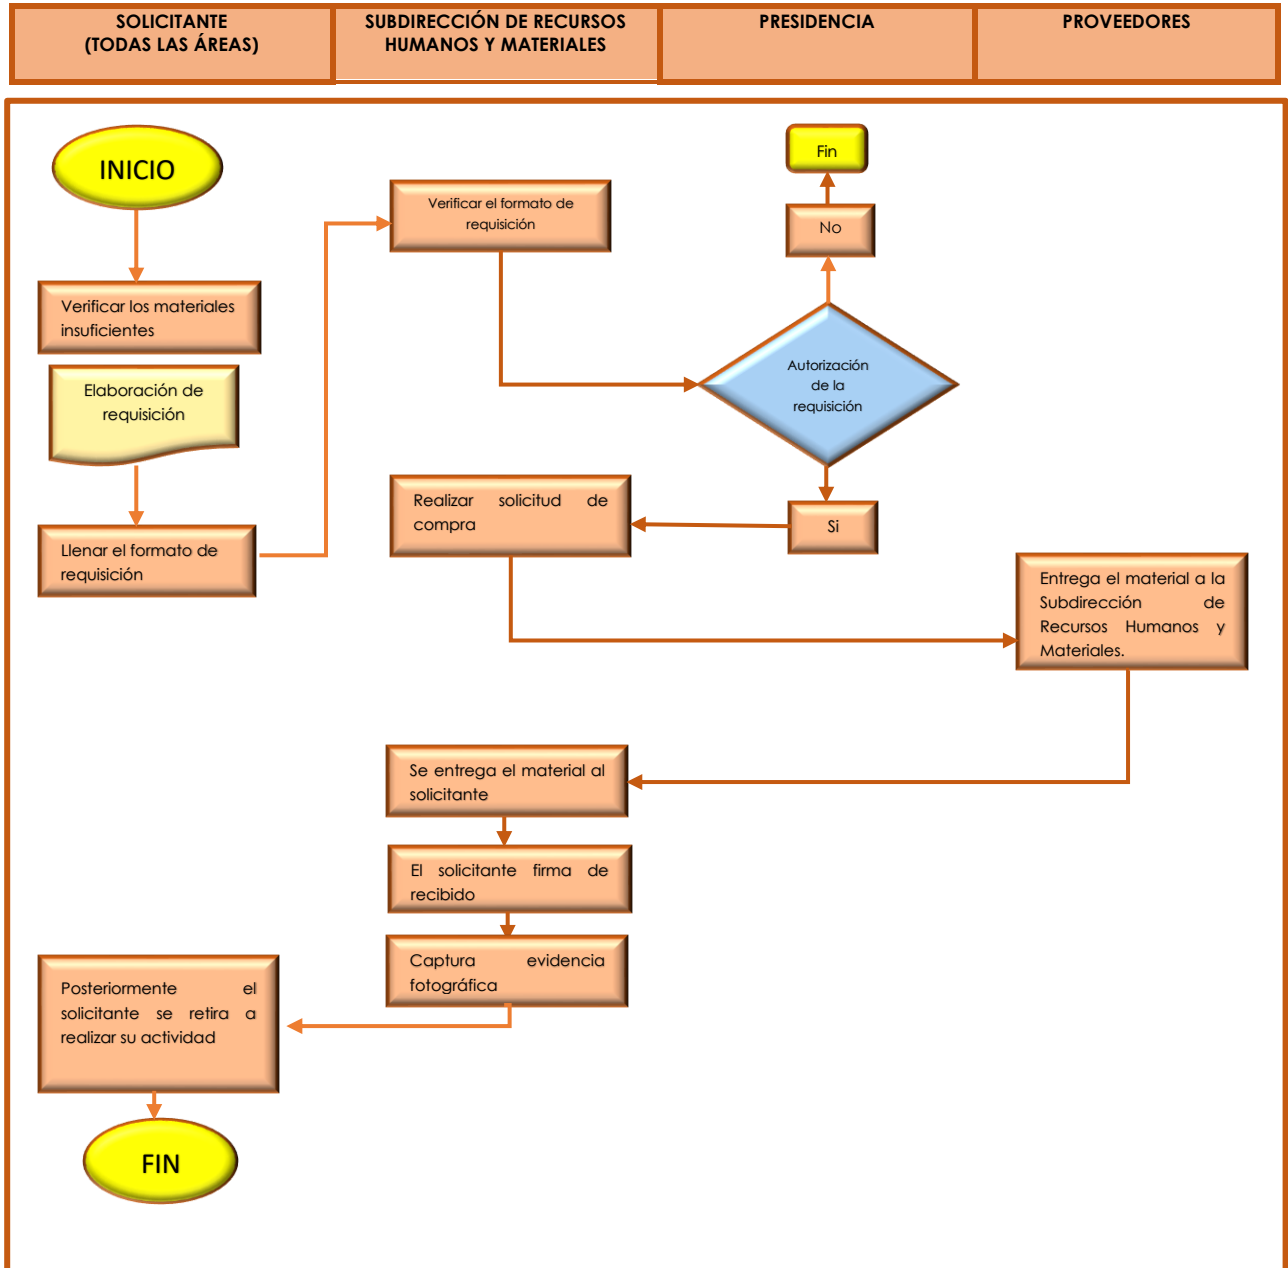 SOLICITANTE
(TODAS LAS ÁREAS)
SUBDIRECCIÓN DE RECURSOS
HUMANOS Y MATERIALES
PRESIDENCIA
PROVEEDORES
INICIO
Verificar los materiales
insuficientes
Elaboración de
requisición
Llenar el formato de
requisición
Verificar el formato de
requisición
Fin
No
Autorización
de la
requisición
Si
Realizar solicitud de
compra
Entrega el material a la
Subdirección de
Recursos Humanos y
Materiales.
Se entrega el material al
solicitante
El solicitante firma de
recibido
Captura evidencia
fotográfica
Posteriormente el
solicitante se retira a
realizar su actividad
FIN